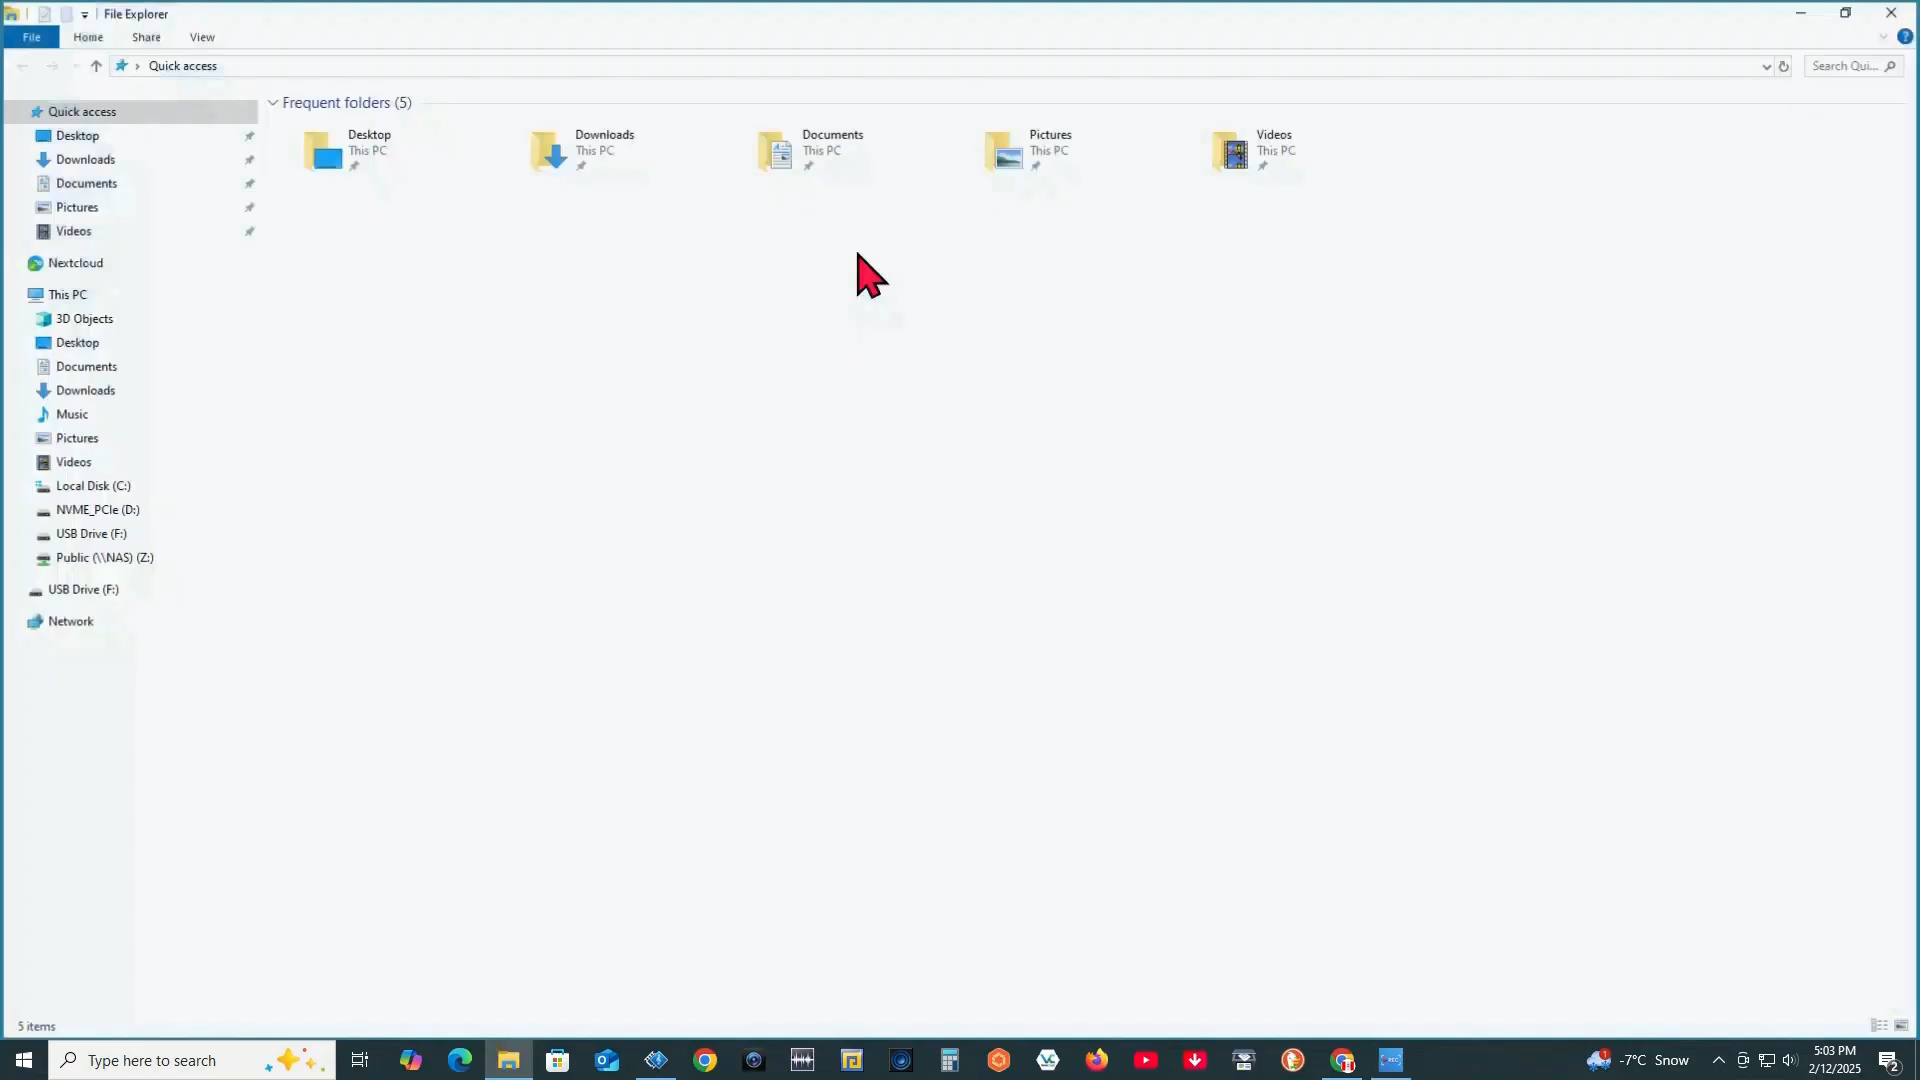 File Explorer
File
Home
Share
View
Quick access
Search Qui...
Quick access
Desktop
Downloads
Documents
Pictures
Videos
Nextcloud
This PC
3D Objects
Desktop
Documents
Downloads
Music
Pictures
Videos
Local Disk (C:)
NVME_PCIe (D:)
USB Drive (F:)
Public (\\NAS) (Z:)
USB Drive (F:)
Network
Frequent folders (5)
Desktop
This PC
Downloads
This PC
Documents
This PC
Pictures
This PC
Videos
This PC
5 items
Type here to search
-7°C Snow
5:03 PM
2/12/2025